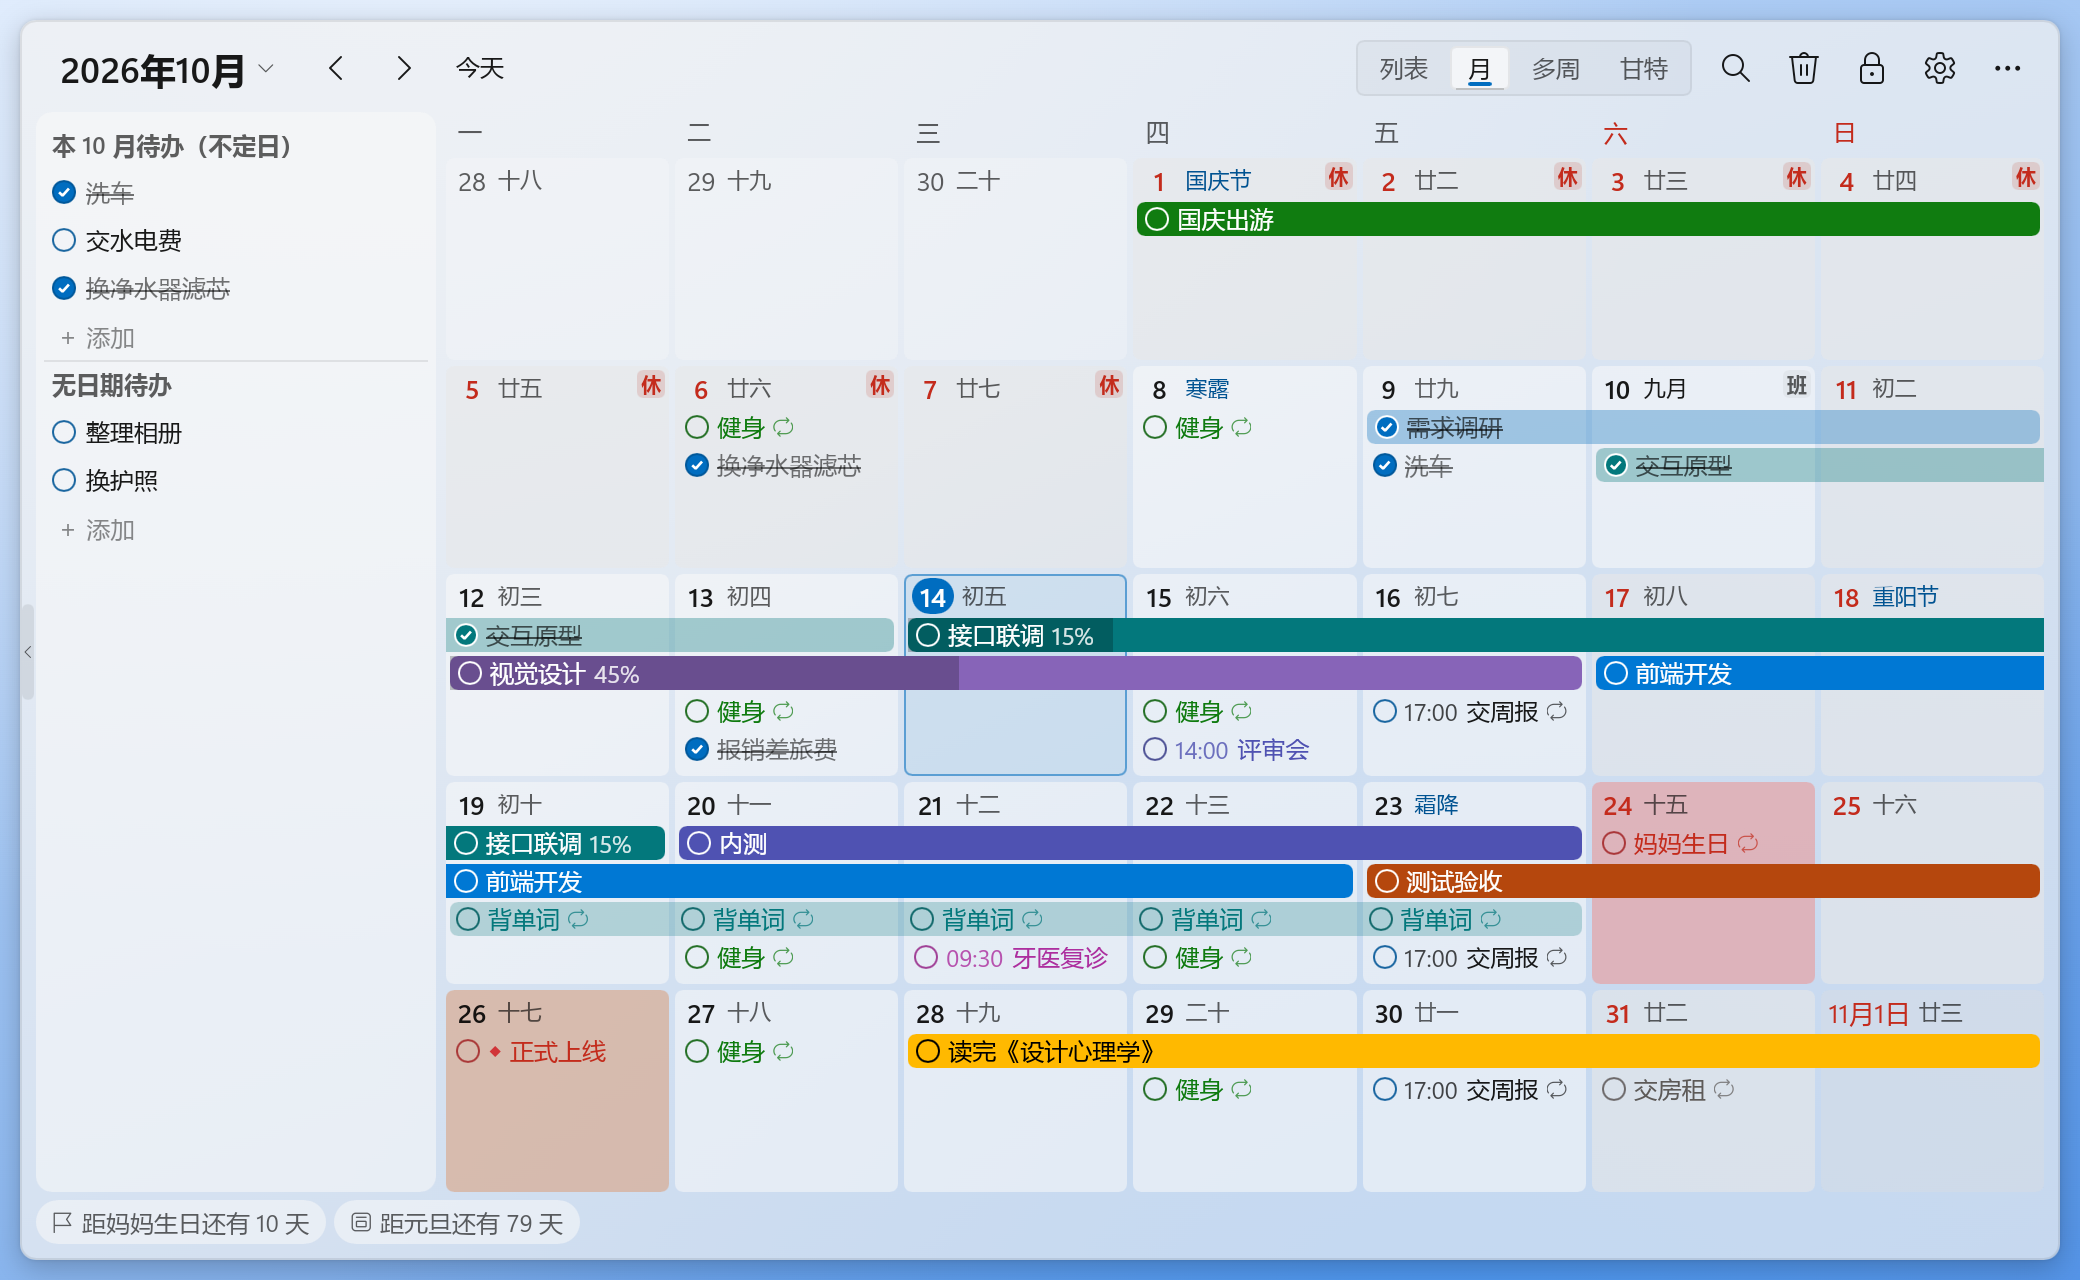 2026年10月 今天 列表 月 多周 甘特
本 10 月待办（不定日）
洗车
交水电费
换净水器滤芯
+ 添加
无日期待办
整理相册
换护照
+ 添加
一 二 三 四 五 六 日
28 十八 29 十九 30 二十 1 国庆节 休 2 廿二 休 3 廿三 休 4 廿四 休
国庆出游
5 廿五 休 6 廿六 休 7 廿七 休 8 寒露 9 廿九 10 九月 班 11 初二
健身 健身 需求调研
换净水器滤芯 洗车 交互原型
12 初三 13 初四 14 初五 15 初六 16 初七 17 初八 18 重阳节
交互原型 接口联调 15%
视觉设计 45% 前端开发
健身 健身 17:00 交周报
报销差旅费 14:00 评审会
19 初十 20 十一 21 十二 22 十三 23 霜降 24 十五 25 十六
接口联调 15% 内测 妈妈生日
前端开发 测试验收
背单词 背单词 背单词 背单词 背单词
健身 09:30 牙医复诊 健身 17:00 交周报
26 十七 27 十八 28 十九 29 二十 30 廿一 31 廿二 11月1日 廿三
正式上线 健身 读完《设计心理学》
健身 17:00 交周报 交房租
距妈妈生日还有 10 天 距元旦还有 79 天